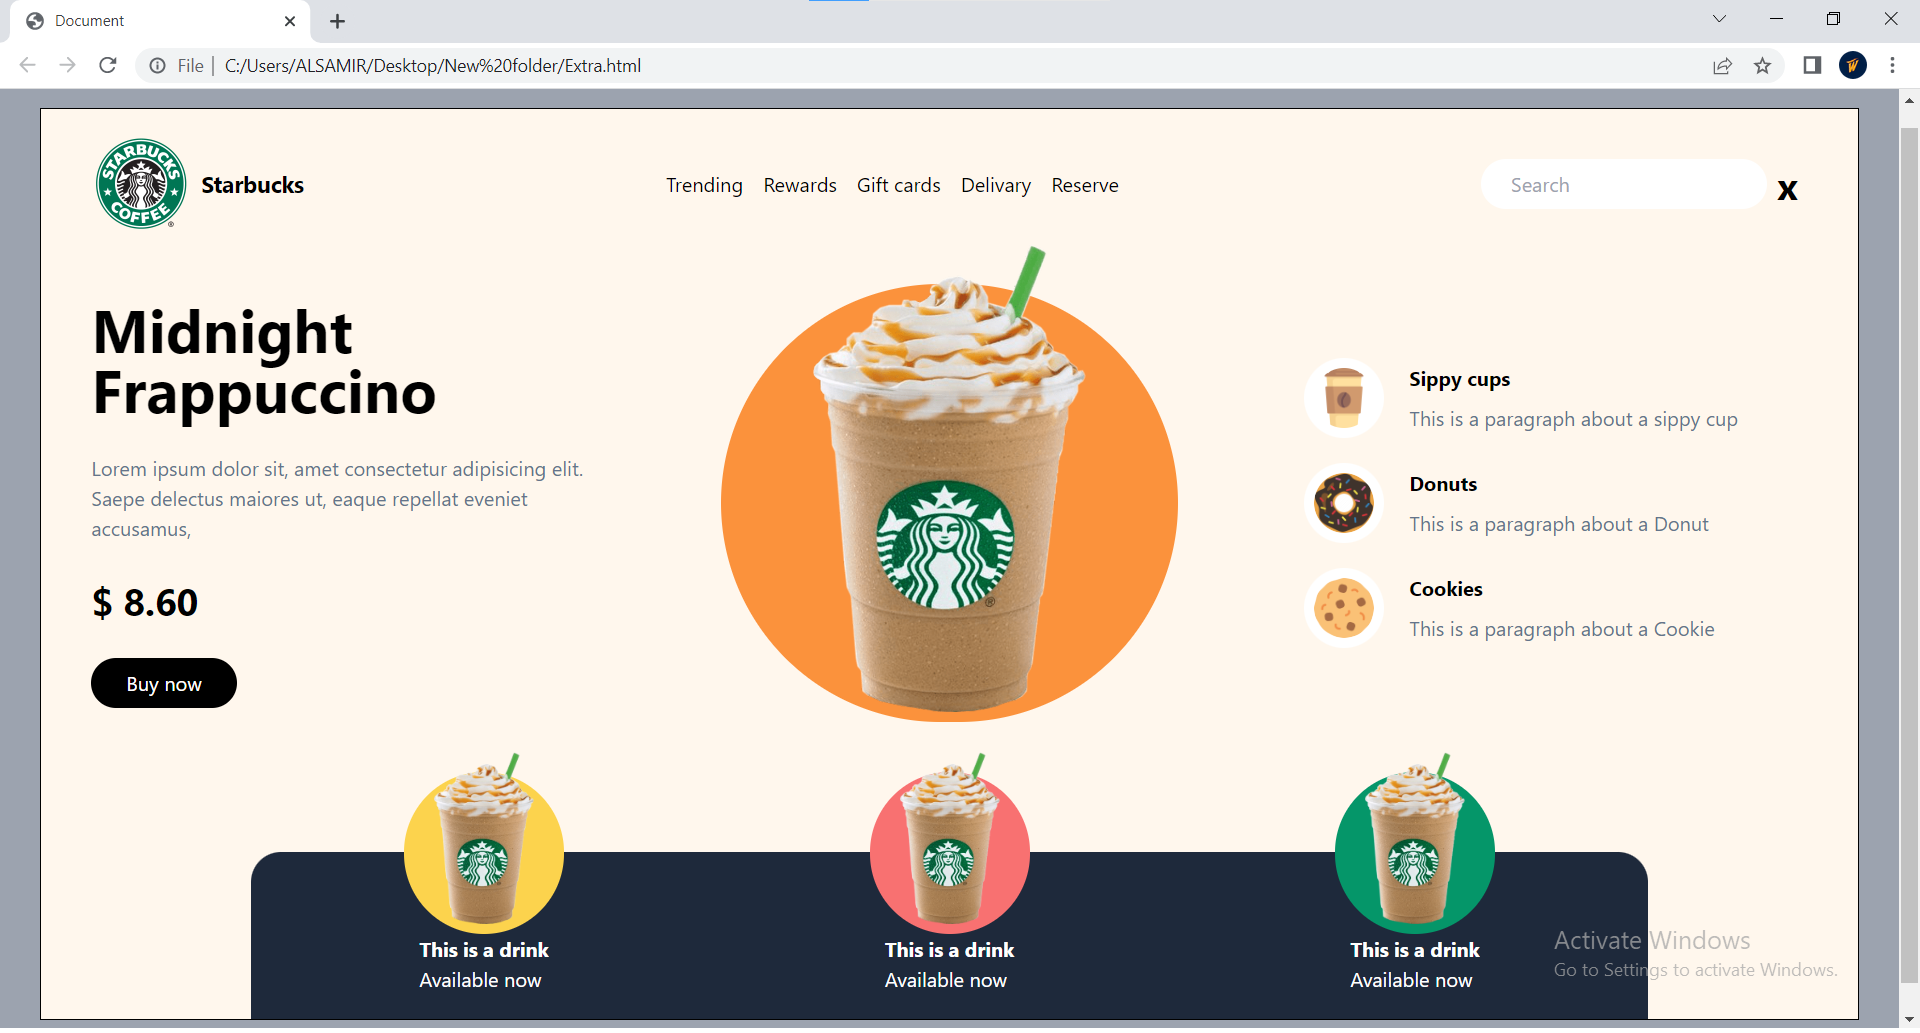 Document
File
C:/Users/ALSAMIR/Desktop/New%20folder/Extra.html
STARBUCKS
COFFEE
®
Starbucks
Trending Rewards Gift cards Delivary Reserve
Search
X
Midnight
Frappuccino
Lorem ipsum dolor sit, amet consectetur adipisicing elit.
Saepe delectus maiores ut, eaque repellat eveniet
accusamus,
$ 8.60
Buy now
®
Sippy cups
This is a paragraph about a sippy cup
Donuts
This is a paragraph about a Donut
Cookies
This is a paragraph about a Cookie
This is a drink
Available now
This is a drink
Available now
This is a drink
Available now
Activate Windows
Go to Settings to activate Windows.